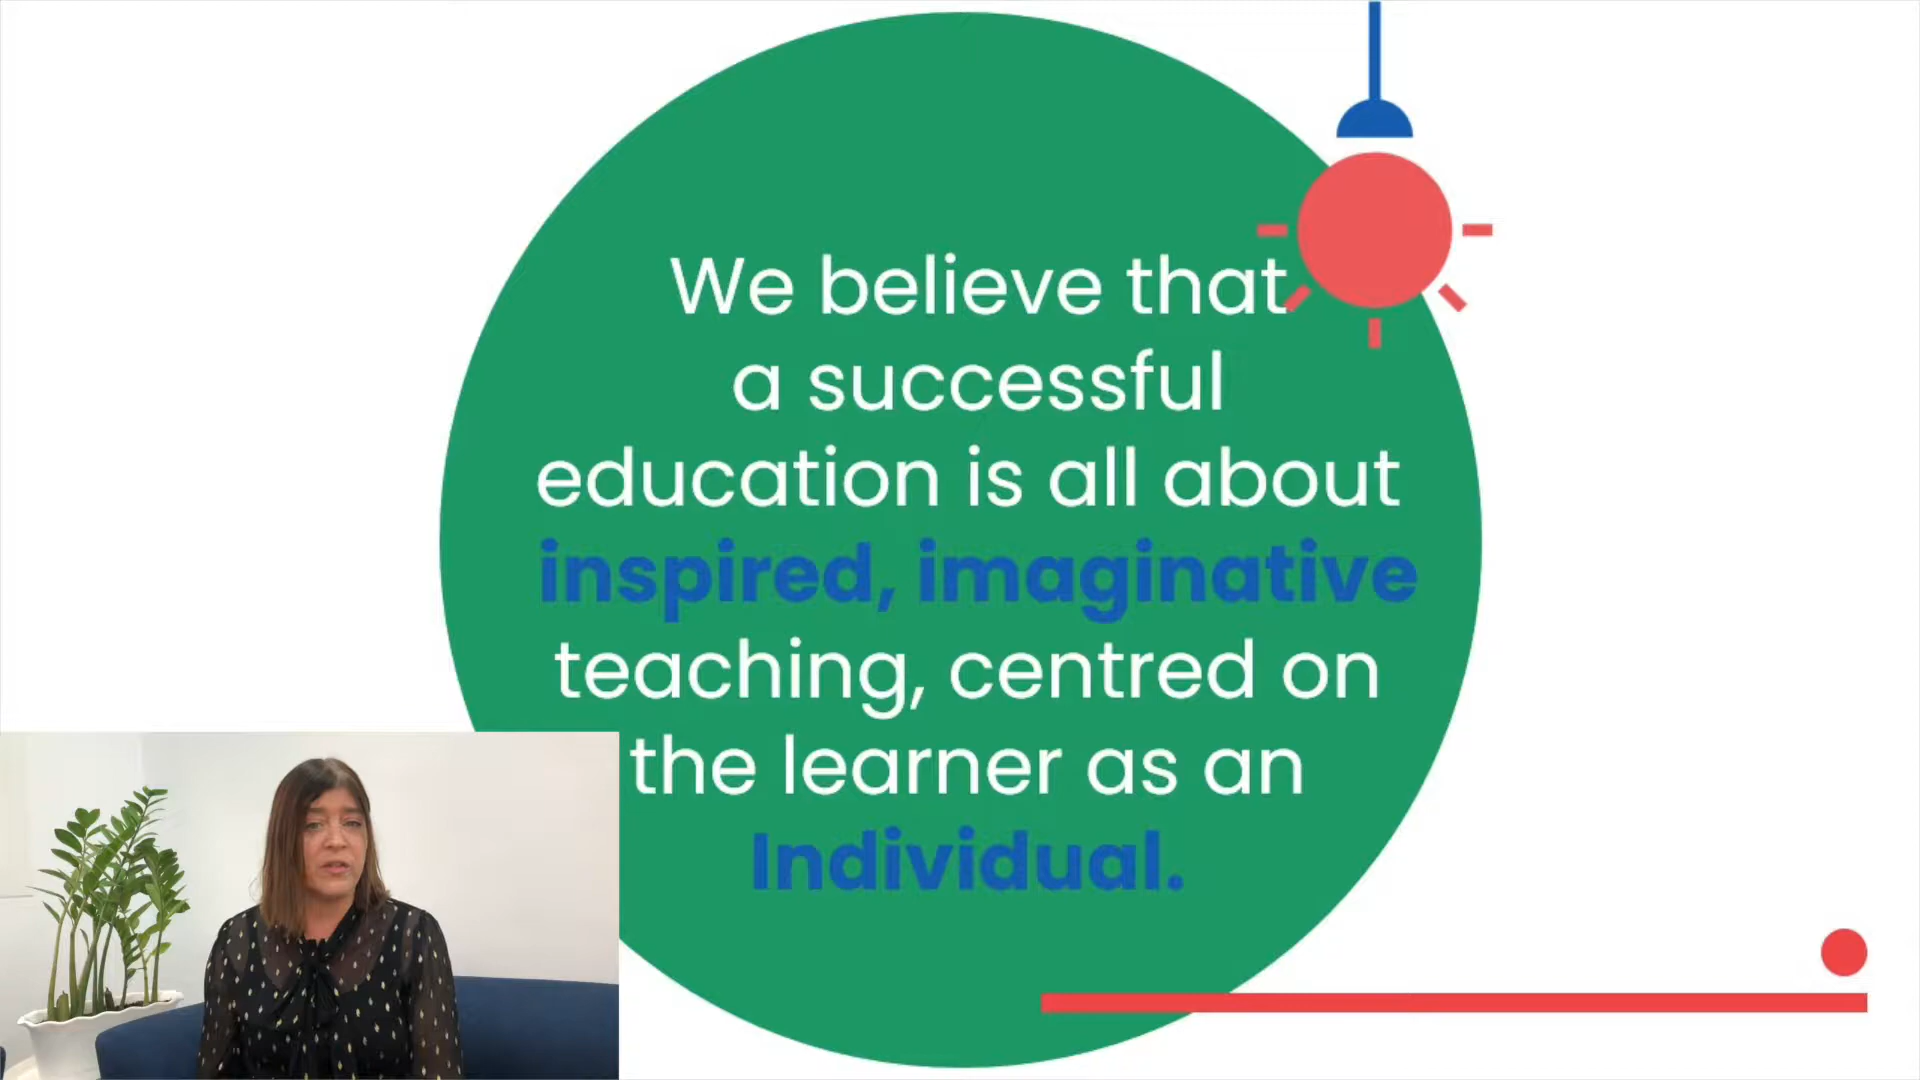 We believe that
a successful
education is all about
inspired, imaginative
teaching, centred on
the learner as an
Individual.